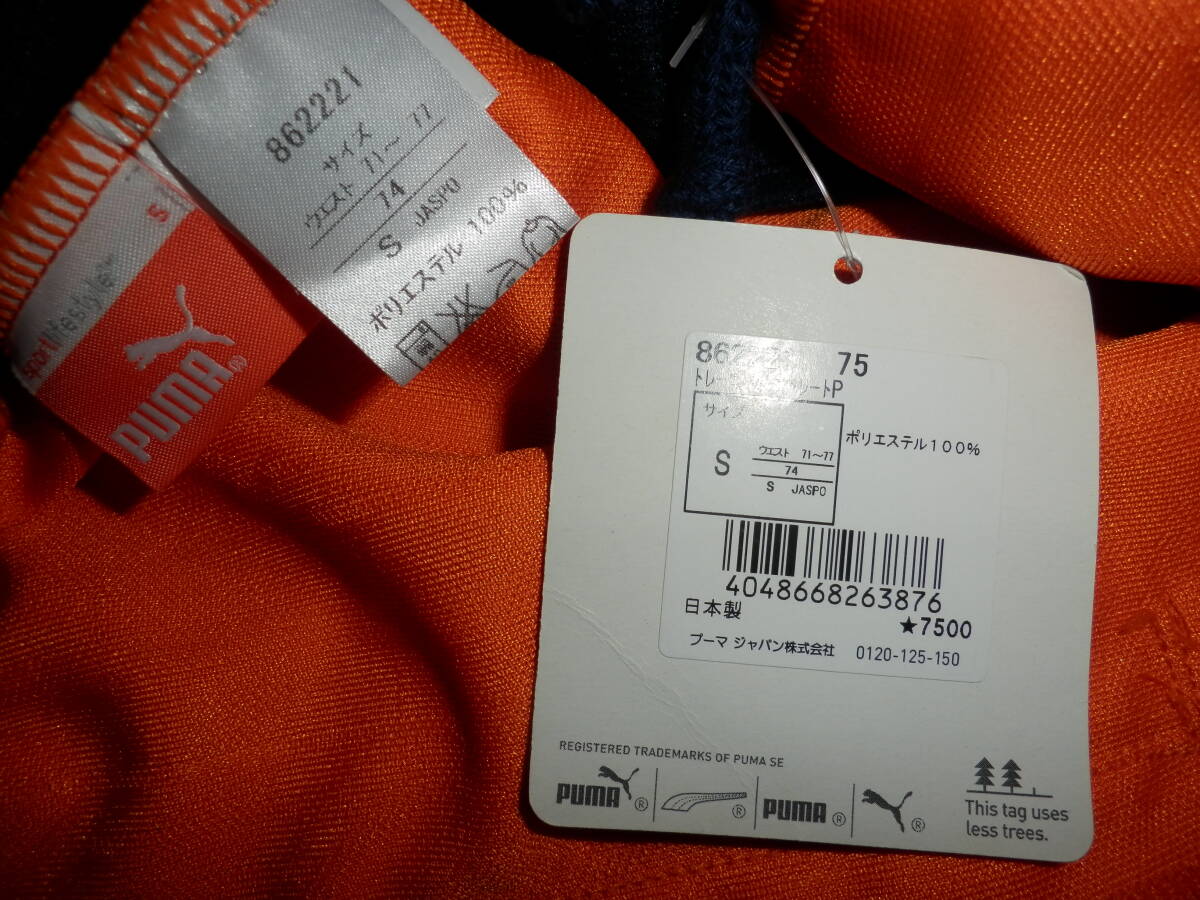 862221
サイズ
ウエスト 71～77
74
S JASPO
ポリエステル 100%
S
sportlifestyle
PUMA®
75
サイズ
S
ウエスト 71～77
74
S JASPO
ポリエステル100%
4048668263876
日本製
★7500
プーマ ジャパン株式会社 0120-125-150
REGISTERED TRADEMARKS OF PUMA SE
PUMA® ® PUMA® ®
This tag uses
less trees.